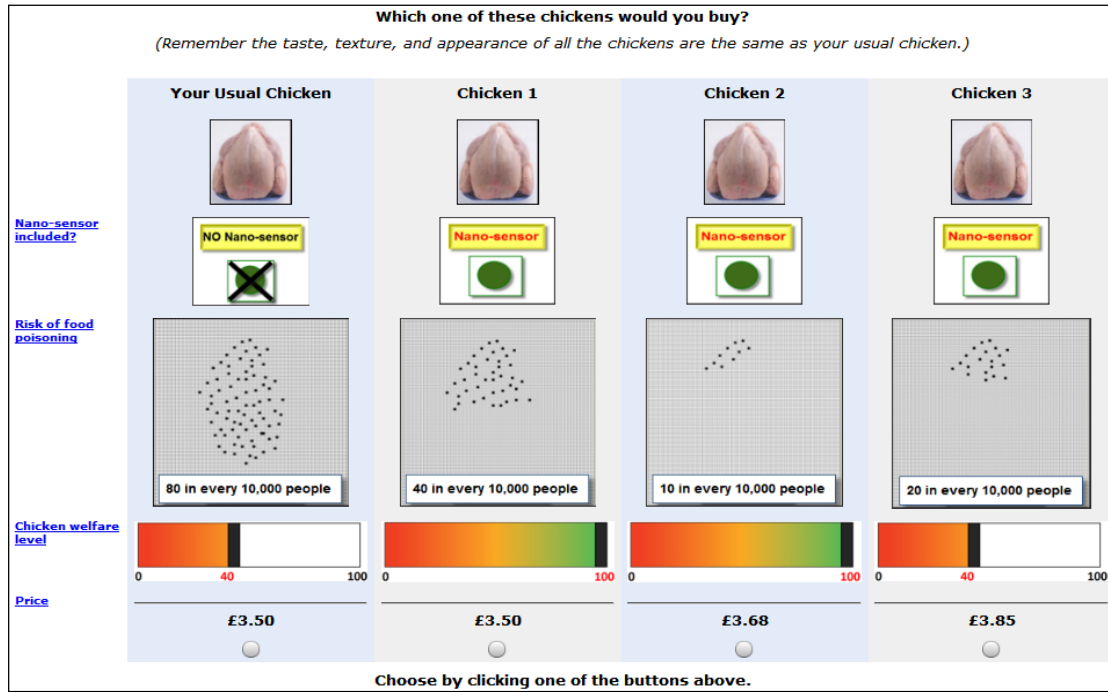 Which one of these chickens would you buy?
(Remember the taste, texture, and appearance of all the chickens are the same as your usual chicken.)
Your Usual Chicken Chicken 1 Chicken 2 Chicken 3
Nano-sensor
included?
NO Nano-sensor Nano-sensor Nano-sensor Nano-sensor
Risk of food
poisoning
80 in every 10,000 people 40 in every 10,000 people 10 in every 10,000 people 20 in every 10,000 people
Chicken welfare
level
0 40 100 0 100 0 100 0 40 100
Price
£3.50 £3.50 £3.68 £3.85
Choose by clicking one of the buttons above.